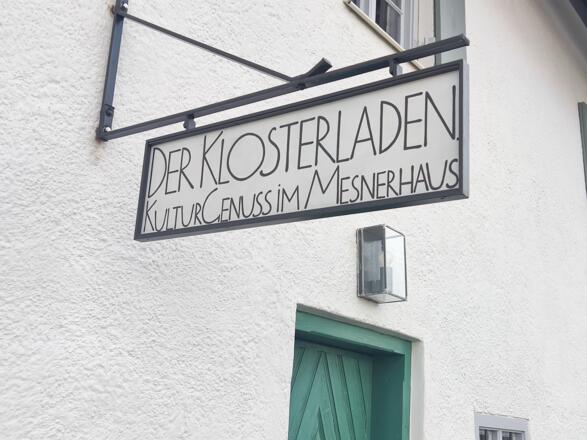 DER KLOSTERLADEN.
KULTURGENUSS IM MESNERHAUS